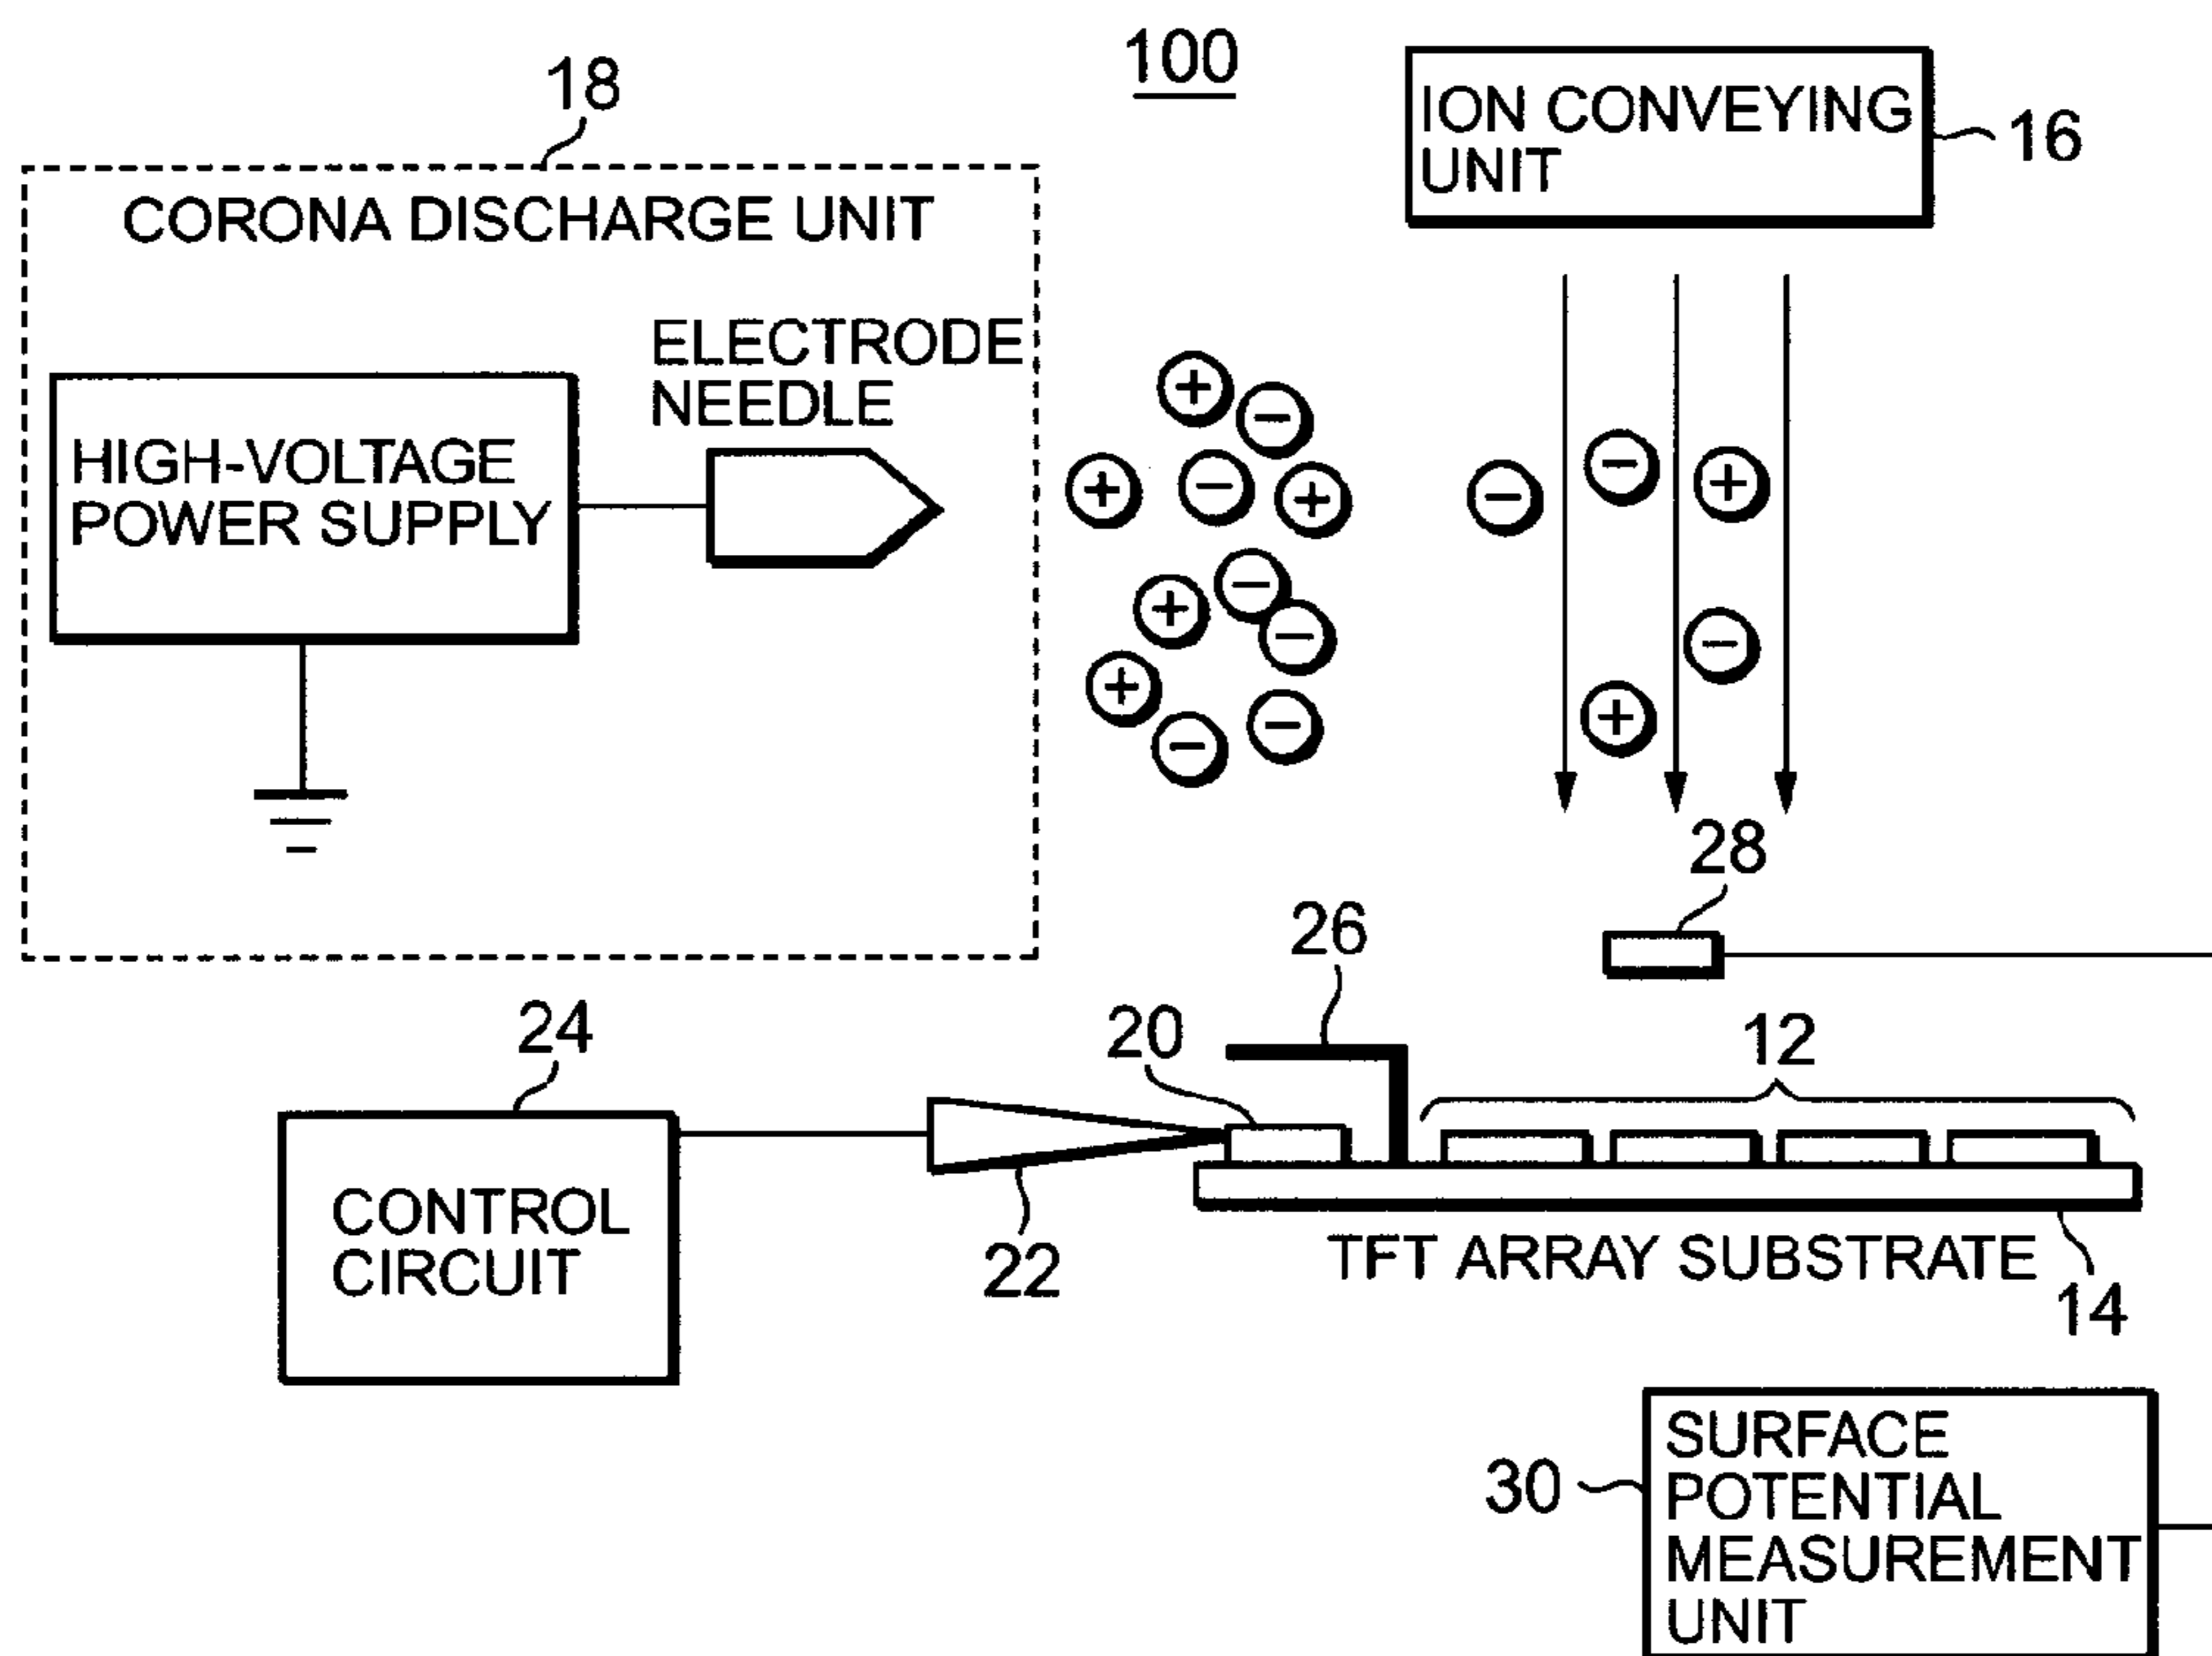 100
18
ION CONVEYING
UNIT
16
CORONA DISCHARGE UNIT
ELECTRODE
NEEDLE
HIGH-VOLTAGE
POWER SUPPLY
+
−
+
−
+
−
−
+
+
−
−
+
−
+
−
−
28
26
24
20
12
CONTROL
CIRCUIT
22
TFT ARRAY SUBSTRATE
14
30
SURFACE
POTENTIAL
MEASUREMENT
UNIT